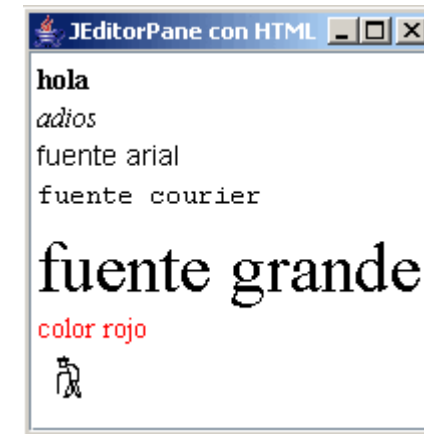 JEditorPane con HTML
hola
adios
fuente arial
fuente courier
fuente grande
color rojo